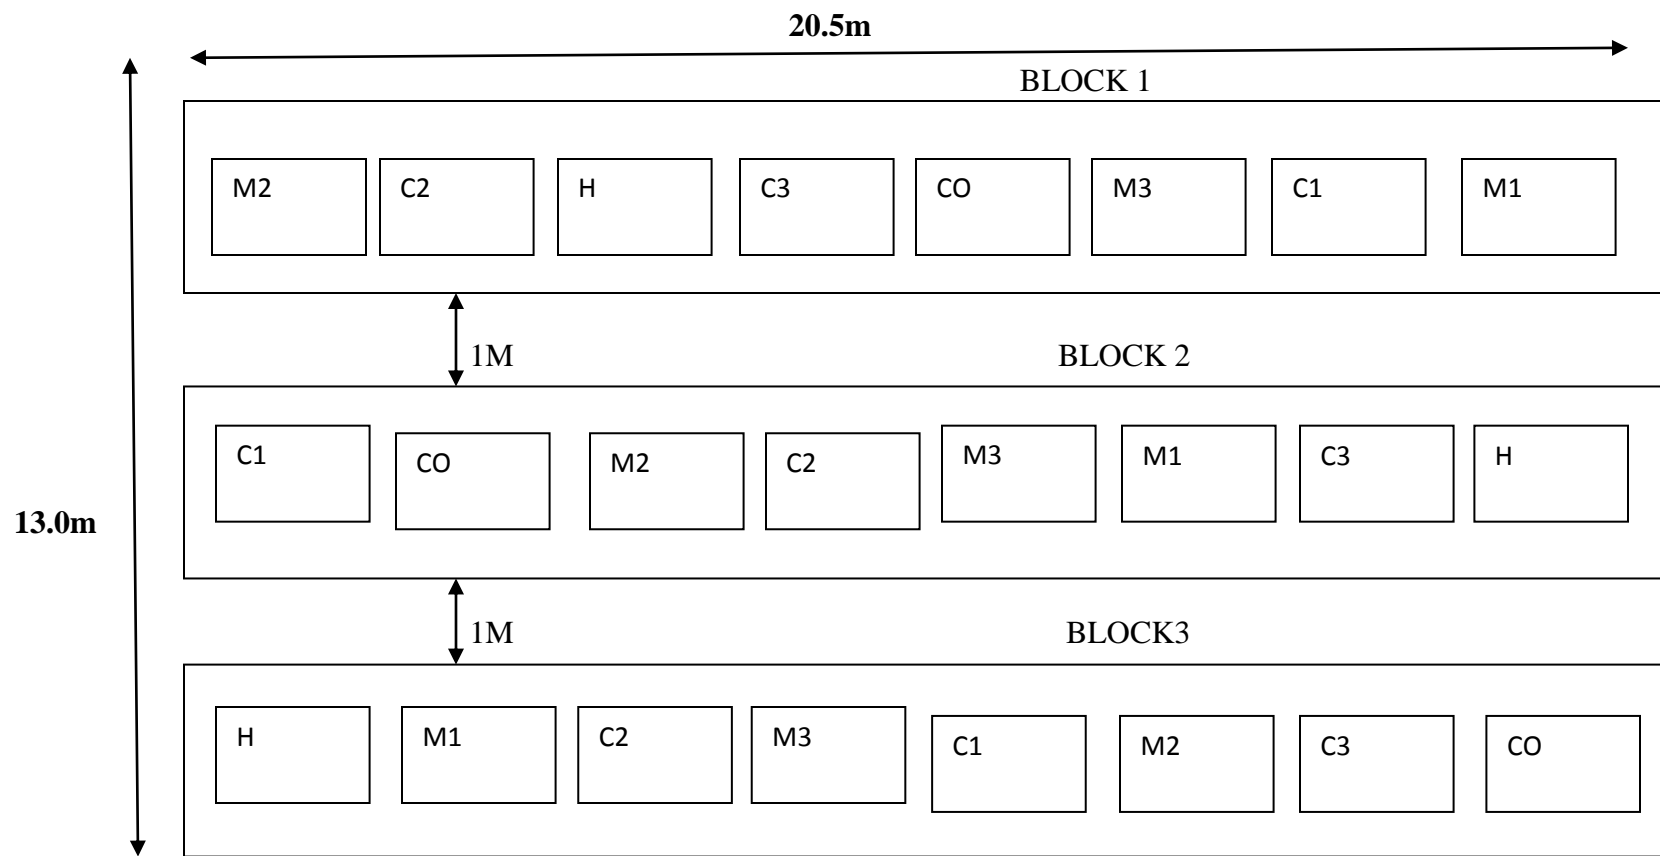 20.5m
BLOCK 1
M2 C2 H C3 CO M3 C1 M1
1M BLOCK 2
C1 CO M2 C2 M3 M1 C3 H
13.0m
1M BLOCK3
H M1 C2 M3 C1 M2 C3 CO